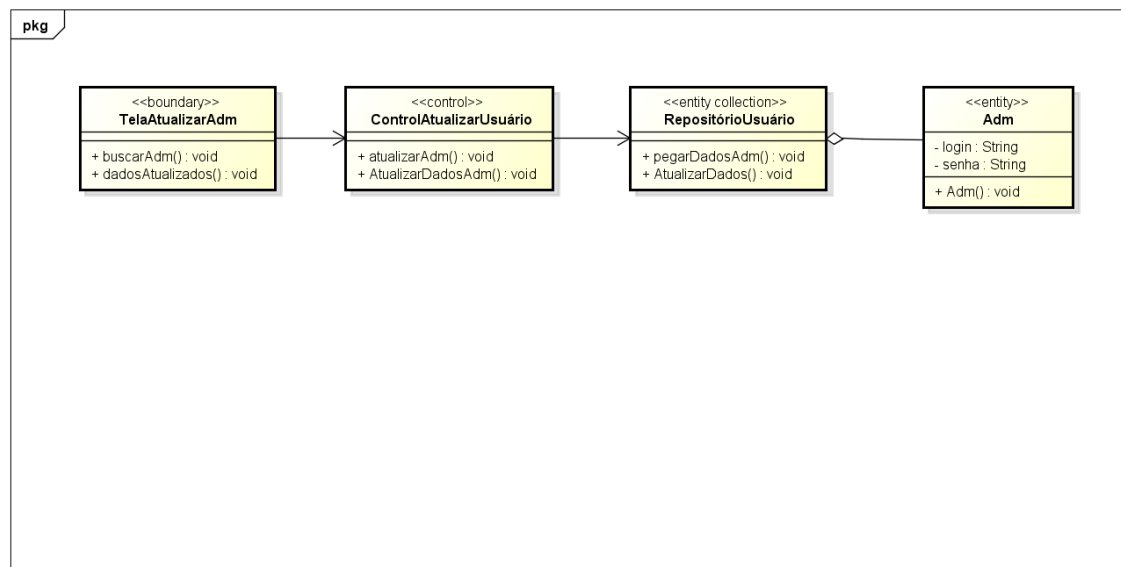 pkg
<<boundary>>
TelaAtualizarAdm
+ buscarAdm() : void
+ dadosAtualizados() : void
<<control>>
ControlAtualizarUsuário
+ atualizarAdm() : void
+ AtualizarDadosAdm() : void
<<entity collection>>
RepositórioUsuário
+ pegarDadosAdm() : void
+ AtualizarDados() : void
<<entity>>
Adm
- login : String
- senha : String
+ Adm() : void